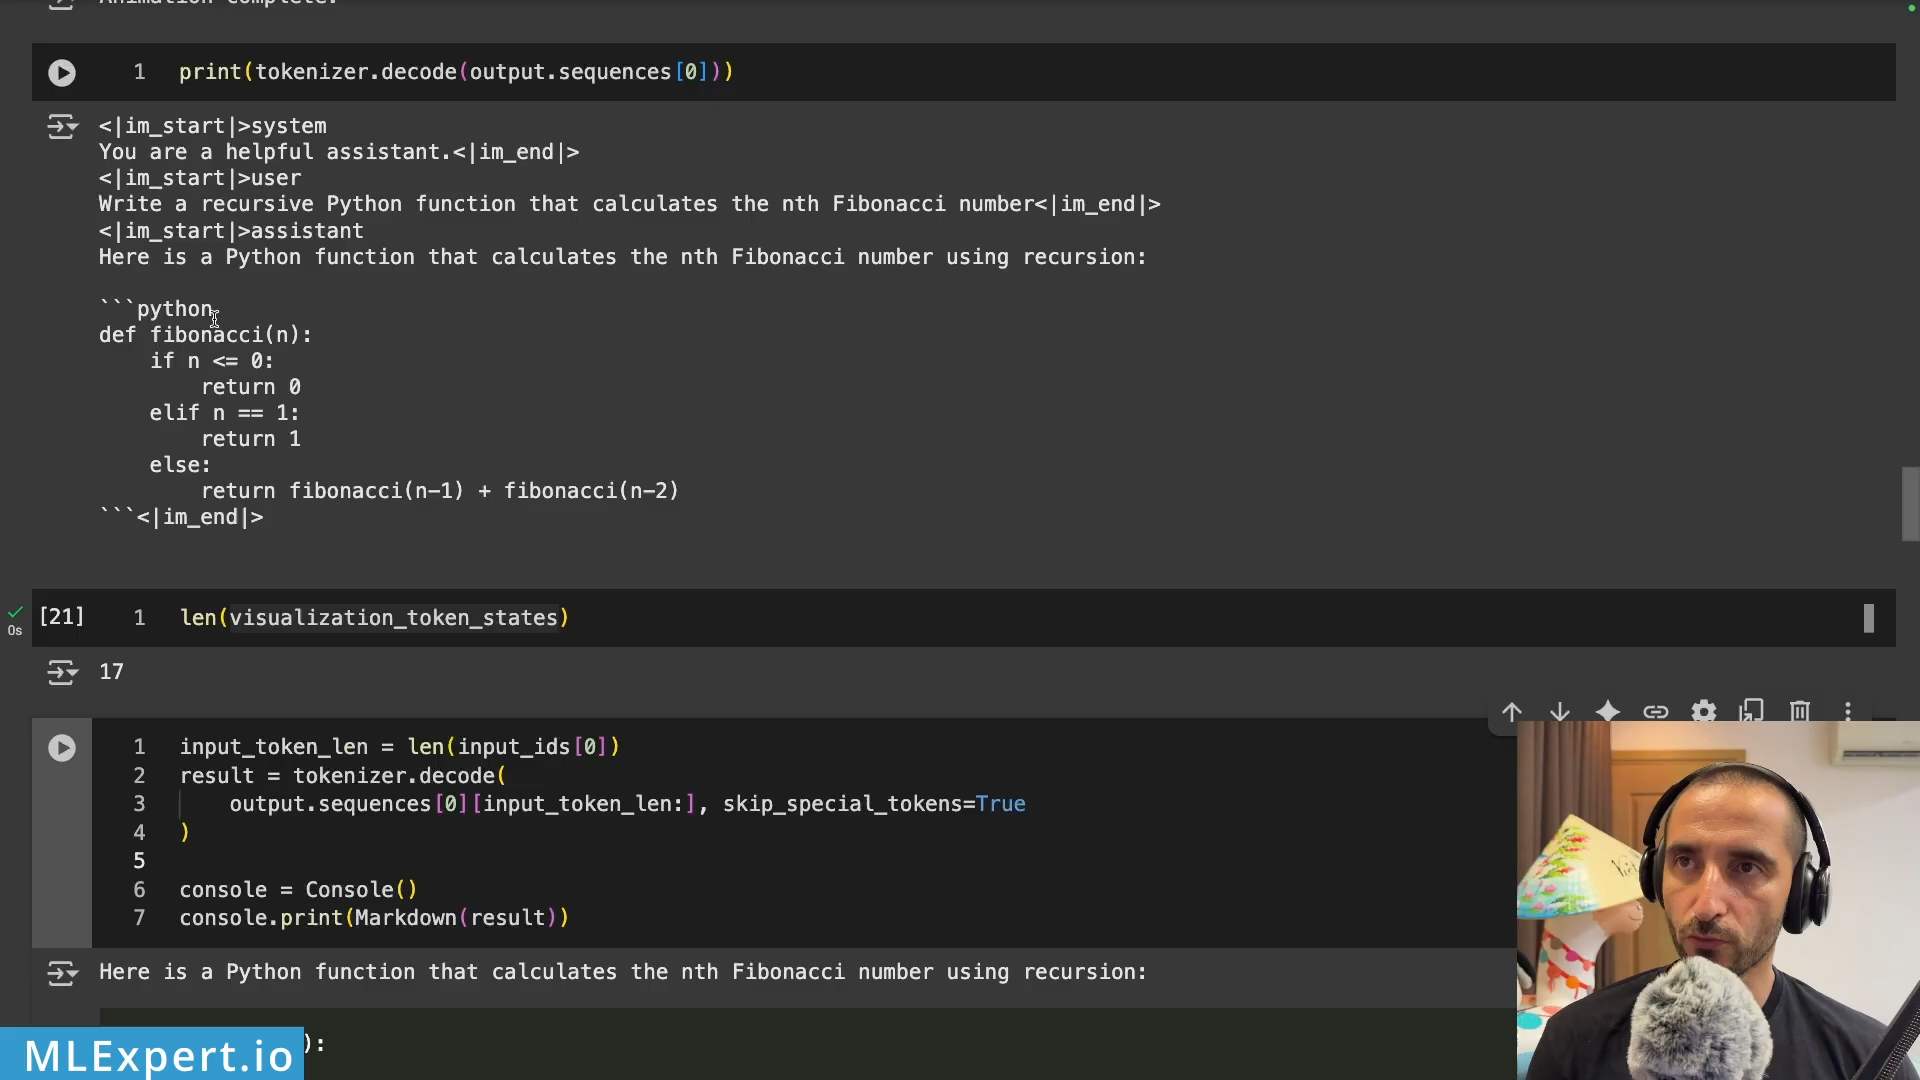 Animation complete.
1 print(tokenizer.decode(output.sequences[0]))
<|im_start|>system
You are a helpful assistant.<|im_end|>
<|im_start|>user
Write a recursive Python function that calculates the nth Fibonacci number<|im_end|>
<|im_start|>assistant
Here is a Python function that calculates the nth Fibonacci number using recursion:
```python
def fibonacci(n):
    if n <= 0:
        return 0
    elif n == 1:
        return 1
    else:
        return fibonacci(n-1) + fibonacci(n-2)
```<|im_end|>
[21] 1 len(visualization_token_states)
0s
17
1 input_token_len = len(input_ids[0])
2 result = tokenizer.decode(
3     output.sequences[0][input_token_len:], skip_special_tokens=True
4 )
5
6 console = Console()
7 console.print(Markdown(result))
Here is a Python function that calculates the nth Fibonacci number using recursion:
):
MLExpert.io